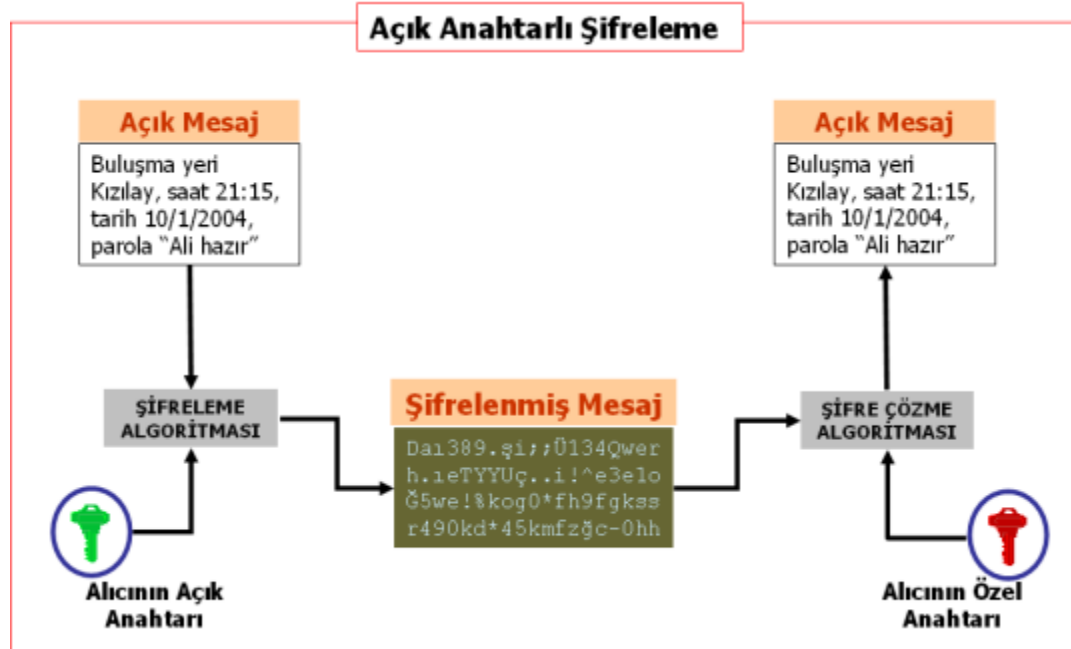 Açık Anahtarlı Şifreleme
Açık Mesaj
Buluşma yeri
Kızılay, saat 21:15,
tarih 10/1/2004,
parola “Ali hazır”
ŞİFRELEME
ALGORİTMASI
Alıcının Açık
Anahtarı
Şifrelenmiş Mesaj
Daı389.şi;;Ü134Qwer
h.ıeTYYUç..i!^e3elo
Ğ5we!%kog0*fh9fgkss
r490kd*45kmfzğc-0hh
Açık Mesaj
Buluşma yeri
Kızılay, saat 21:15,
tarih 10/1/2004,
parola “Ali hazır”
ŞİFRE ÇÖZME
ALGORİTMASI
Alıcının Özel
Anahtarı